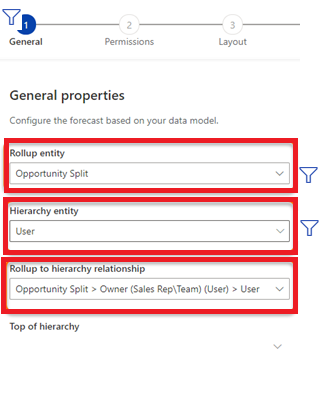 1
2
3
General
Permissions
Layout
General properties
Configure the forecast based on your data model.
Rollup entity
Opportunity Split
Hierarchy entity
User
Rollup to hierarchy relationship
Opportunity Split > Owner (Sales Rep\Team) (User) > User
Top of hierarchy